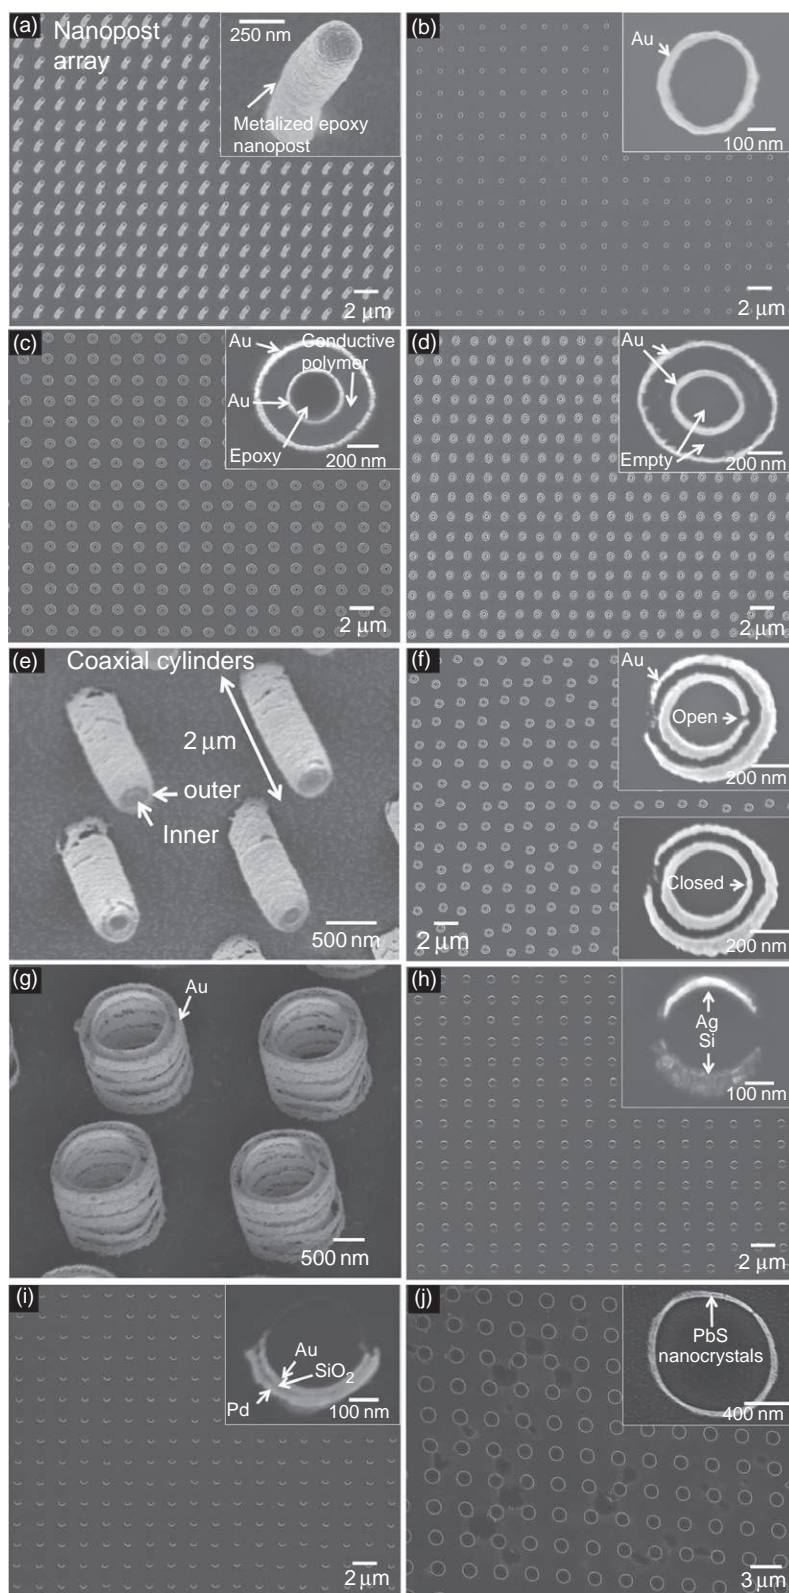 (a)
Nanopost
array
250 nm
Metalized epoxy
nanopost
2 μm
(b)
Au
100 nm
2 μm
(c)
Au
Conductive
polymer
Au
Epoxy
200 nm
2 μm
(d)
Au
Empty
200 nm
2 μm
(e)
Coaxial cylinders
2 μm
outer
Inner
500 nm
(f)
Au
Open
200 nm
Closed
2 μm
200 nm
(g)
Au
500 nm
(h)
Ag
Si
100 nm
2 μm
(i)
Au
SiO₂
Pd
100 nm
2 μm
(j)
PbS
nanocrystals
400 nm
3 μm